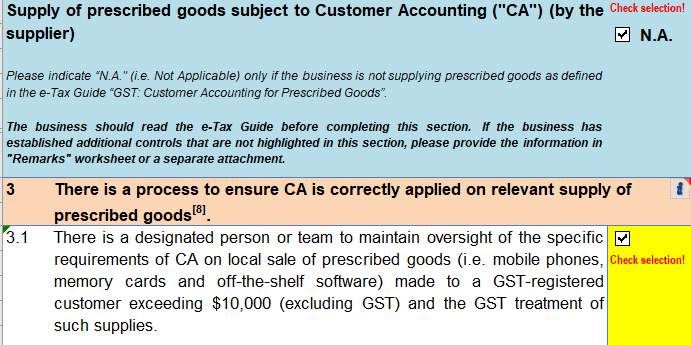 Supply of prescribed goods subject to Customer Accounting ("CA") (by the supplier)
Check selection!
N.A.
Please indicate "N.A." (i.e. Not Applicable) only if the business is not supplying prescribed goods as defined
in the e-Tax Guide "GST: Customer Accounting for Prescribed Goods".
The business should read the e-Tax Guide before completing this section. If the business has
established additional controls that are not highlighted in this section, please provide the information in
"Remarks" worksheet or a separate attachment.
3 There is a process to ensure CA is correctly applied on relevant supply of
prescribed goods[8].
i
3.1 There is a designated person or team to maintain oversight of the specific
requirements of CA on local sale of prescribed goods (i.e. mobile phones,
Check selection!
memory cards and off-the-shelf software) made to a GST-registered
customer exceeding $10,000 (excluding GST) and the GST treatment of
such supplies.